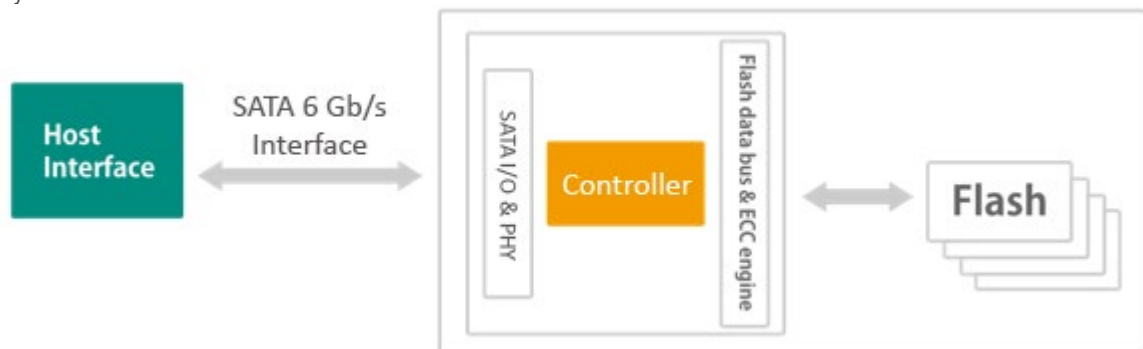 Host
Interface
SATA 6 Gb/s
Interface
SATA I/O & PHY
Controller
Flash data bus & ECC engine
Flash